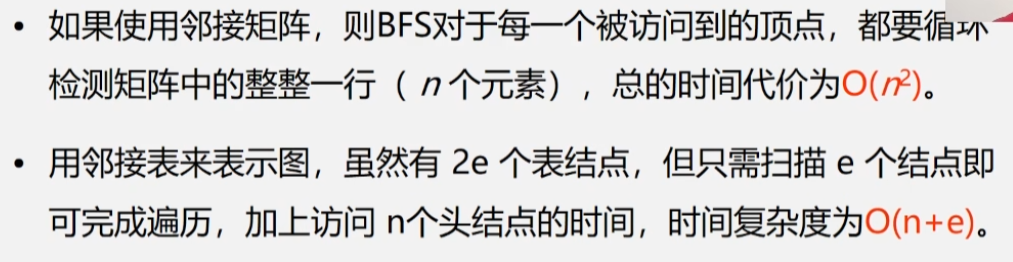 • 如果使用邻接矩阵，则BFS对于每一个被访问到的顶点，都要循环
检测矩阵中的整整一行（ n 个元素），总的时间代价为O(n²)。
• 用邻接表来表示图，虽然有 2e 个表结点，但只需扫描 e 个结点即
可完成遍历，加上访问 n个头结点的时间，时间复杂度为O(n+e)。